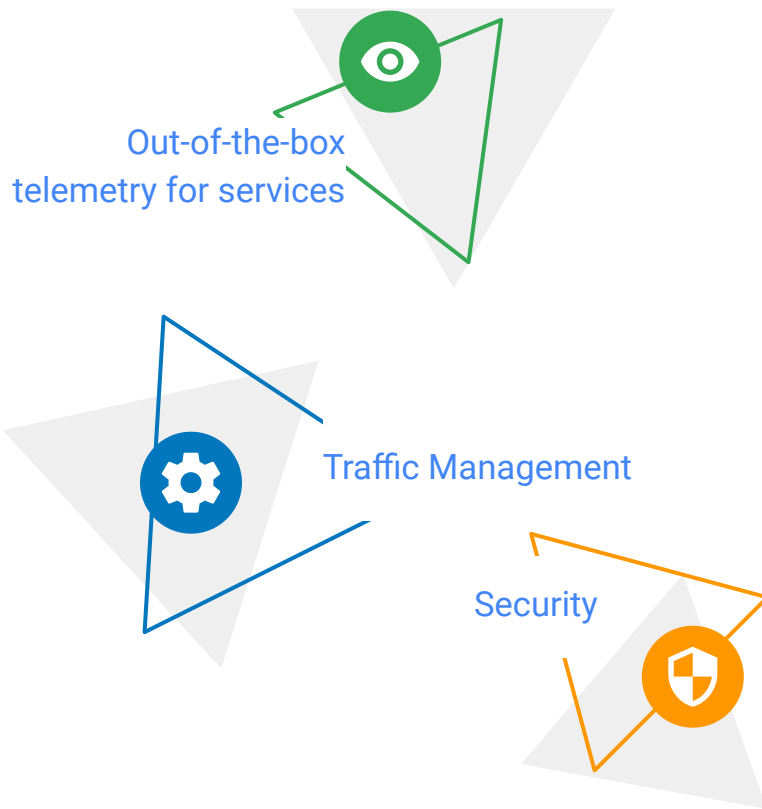 Out-of-the-box
telemetry for services
Traffic Management
Security